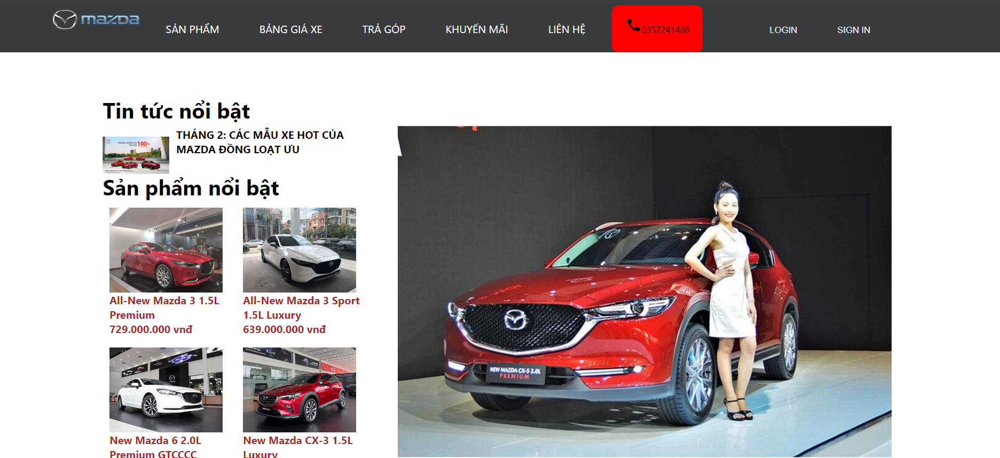 mazda
SẢN PHẨM
BẢNG GIÁ XE
TRẢ GÓP
KHUYẾN MÃI
LIÊN HỆ
0357241488
LOGIN
SIGN IN
Tin tức nổi bật
100%
THÁNG 2: CÁC MẪU XE HOT CỦA
MAZDA ĐỒNG LOẠT ƯU
Sản phẩm nổi bật
All-New Mazda 3 1.5L
Premium
729.000.000 vnđ
All-New Mazda 3 Sport
1.5L Luxury
639.000.000 vnđ
New Mazda 6 2.0L
Premium GTCCCC
New Mazda CX-3 1.5L
Luxury
NEW MAZDA CX-5 2.0L
PREMIUM